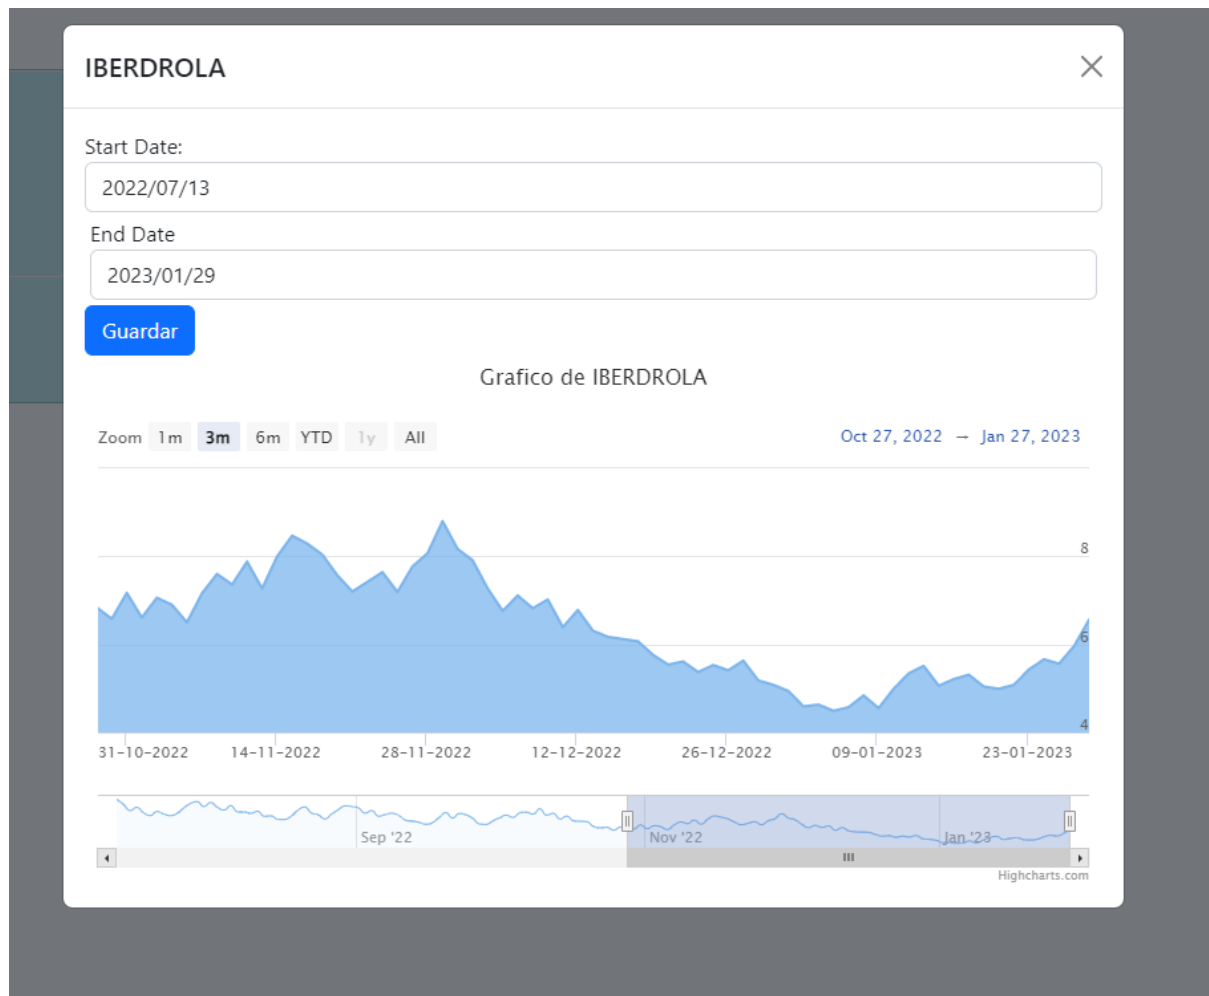 IBERDROLA
Start Date:
2022/07/13
End Date
2023/01/29
Guardar
Grafico de IBERDROLA
Zoom 1m 3m 6m YTD 1y All Oct 27, 2022 → Jan 27, 2023
8
6
4
31-10-2022 14-11-2022 28-11-2022 12-12-2022 26-12-2022 09-01-2023 23-01-2023
Sep '22 Nov '22 Jan '23
Highcharts.com